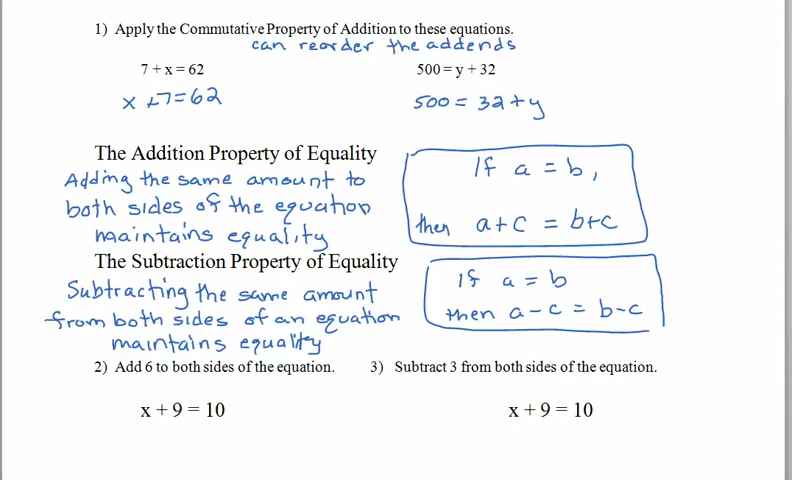 1) Apply the Commutative Property of Addition to these equations.
can reorder the addends
7 + x = 62
500 = y + 32
x +7=62
500 = 32 + y
The Addition Property of Equality
Adding the same amount to
both sides of the equation
maintains equality
If a = b,
then a+c = b+c
The Subtraction Property of Equality
Subtracting the same amount
from both sides of an equation
maintains equality
If a = b
then a-c = b-c
2) Add 6 to both sides of the equation.
3) Subtract 3 from both sides of the equation.
x + 9 = 10
x + 9 = 10